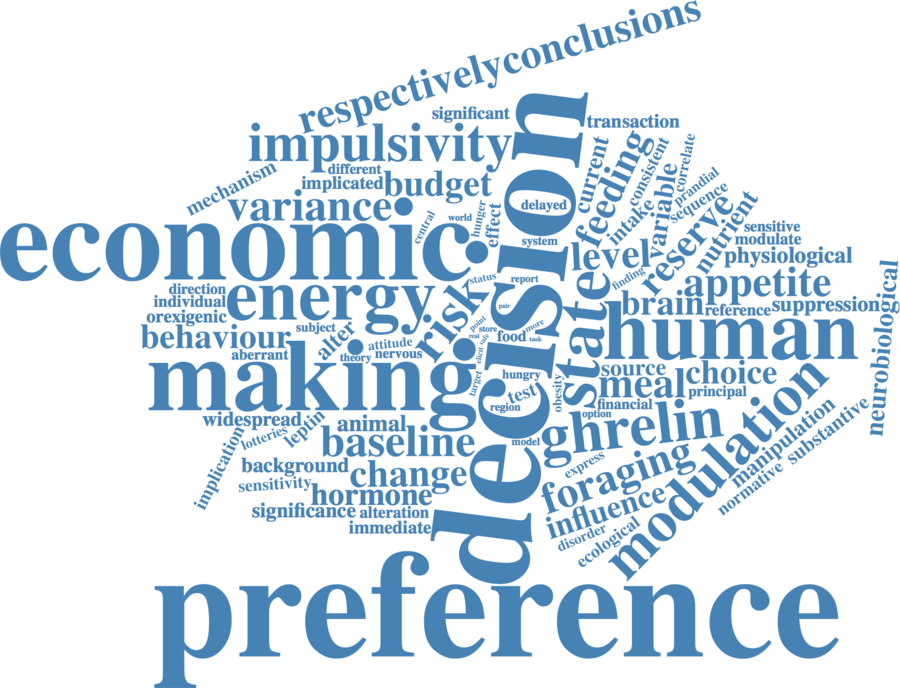 respectivelyconclusions
significant
transaction
impulsivity
decision
different
implicated
budget
mechanism
variance
central
world
hunger
effect
delayed
system
current
feeding
intake
consistent
correlate
variable
prandial
sequence
reserve
nutrient
sensitive
modulate
physiological
economic
level
finding
appetite
status
report
direction
individual
orexigenic
energy
risk
pair
state
brain
reference
suppression
neurobiological
behaviour
subject
alter
attitude
nervous
aberrant
theory
point
store
real
safe
elicit
food
more
task
human
making
target
hungry
test
region
obesity
source
meal
choice
financial
principal
option
widespread
animal
leptin
lotteries
implication
baseline
model
ghrelin
modulation
background
sensitivity
change
hormone
express
foraging
manipulation
substantive
normative
significance
alteration
immediate
influence
disorder
ecological
preference